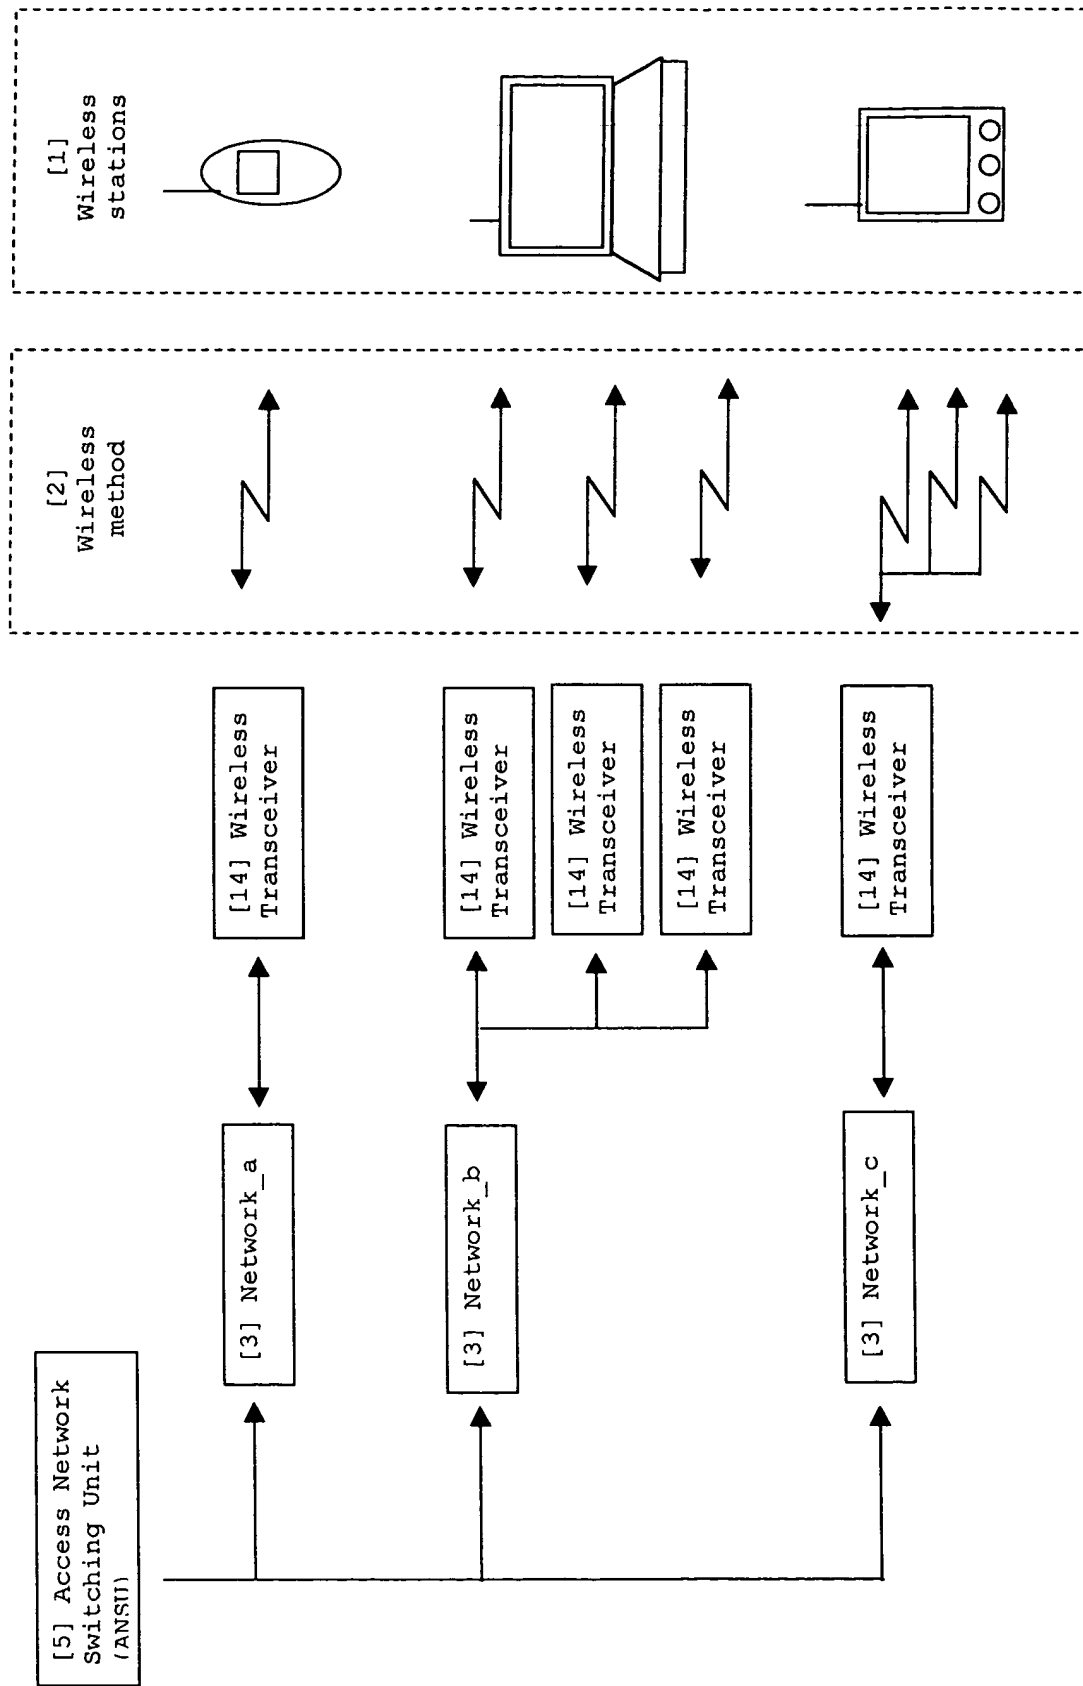 [1]
Wireless
stations
[2]
Wireless
method
[14] Wireless
Transceiver
[14] Wireless
Transceiver
[14] Wireless
Transceiver
[14] Wireless
Transceiver
[14] Wireless
Transceiver
[3] Network_a
[3] Network_b
[3] Network_c
[5] Access Network
Switching Unit
(ANSU)